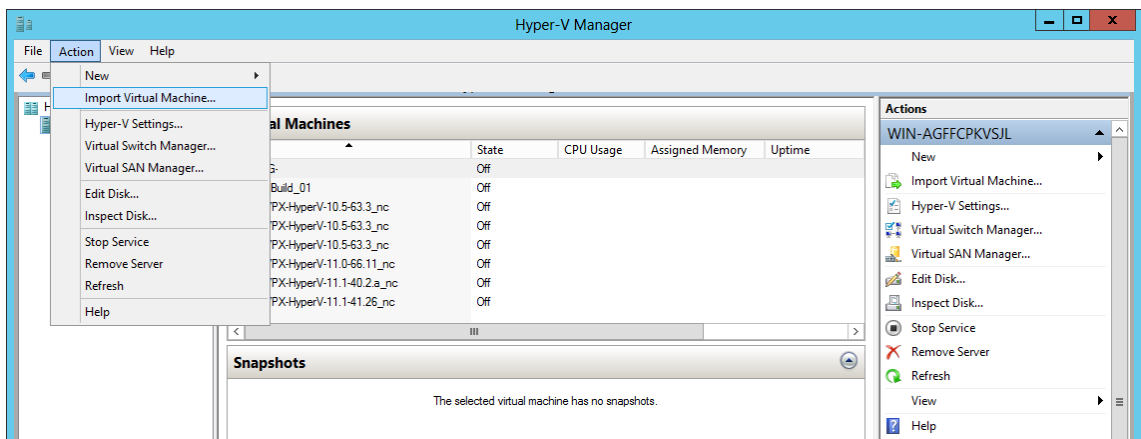 Hyper-V Manager
File Action View Help
New
Import Virtual Machine...
Hyper-V Settings...
Virtual Switch Manager...
Virtual SAN Manager...
Edit Disk...
Inspect Disk...
Stop Service
Remove Server
Refresh
Help
H
al Machines
State CPU Usage Assigned Memory Uptime
G- Off
Build_01 Off
PX-HyperV-10.5-63.3_nc Off
PX-HyperV-10.5-63.3_nc Off
PX-HyperV-10.5-63.3_nc Off
PX-HyperV-11.0-66.11_nc Off
PX-HyperV-11.1-40.2.a_nc Off
PX-HyperV-11.1-41.26_nc Off
Snapshots
The selected virtual machine has no snapshots.
Actions
WIN-AGFFCPKVSJL
New
Import Virtual Machine...
Hyper-V Settings...
Virtual Switch Manager...
Virtual SAN Manager...
Edit Disk...
Inspect Disk...
Stop Service
Remove Server
Refresh
View
Help